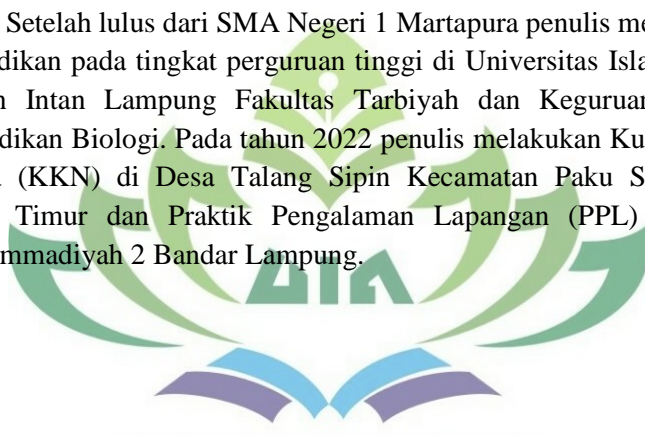 Setelah lulus dari SMA Negeri 1 Martapura penulis me
dikan pada tingkat perguruan tinggi di Universitas Isla
n Intan Lampung Fakultas Tarbiyah dan Keguruan
dikan Biologi. Pada tahun 2022 penulis melakukan Ku
(KKN) di Desa Talang Sipin Kecamatan Paku S
Timur dan Praktik Pengalaman Lapangan (PPL)
mmadiyah 2 Bandar Lampung.
UIN